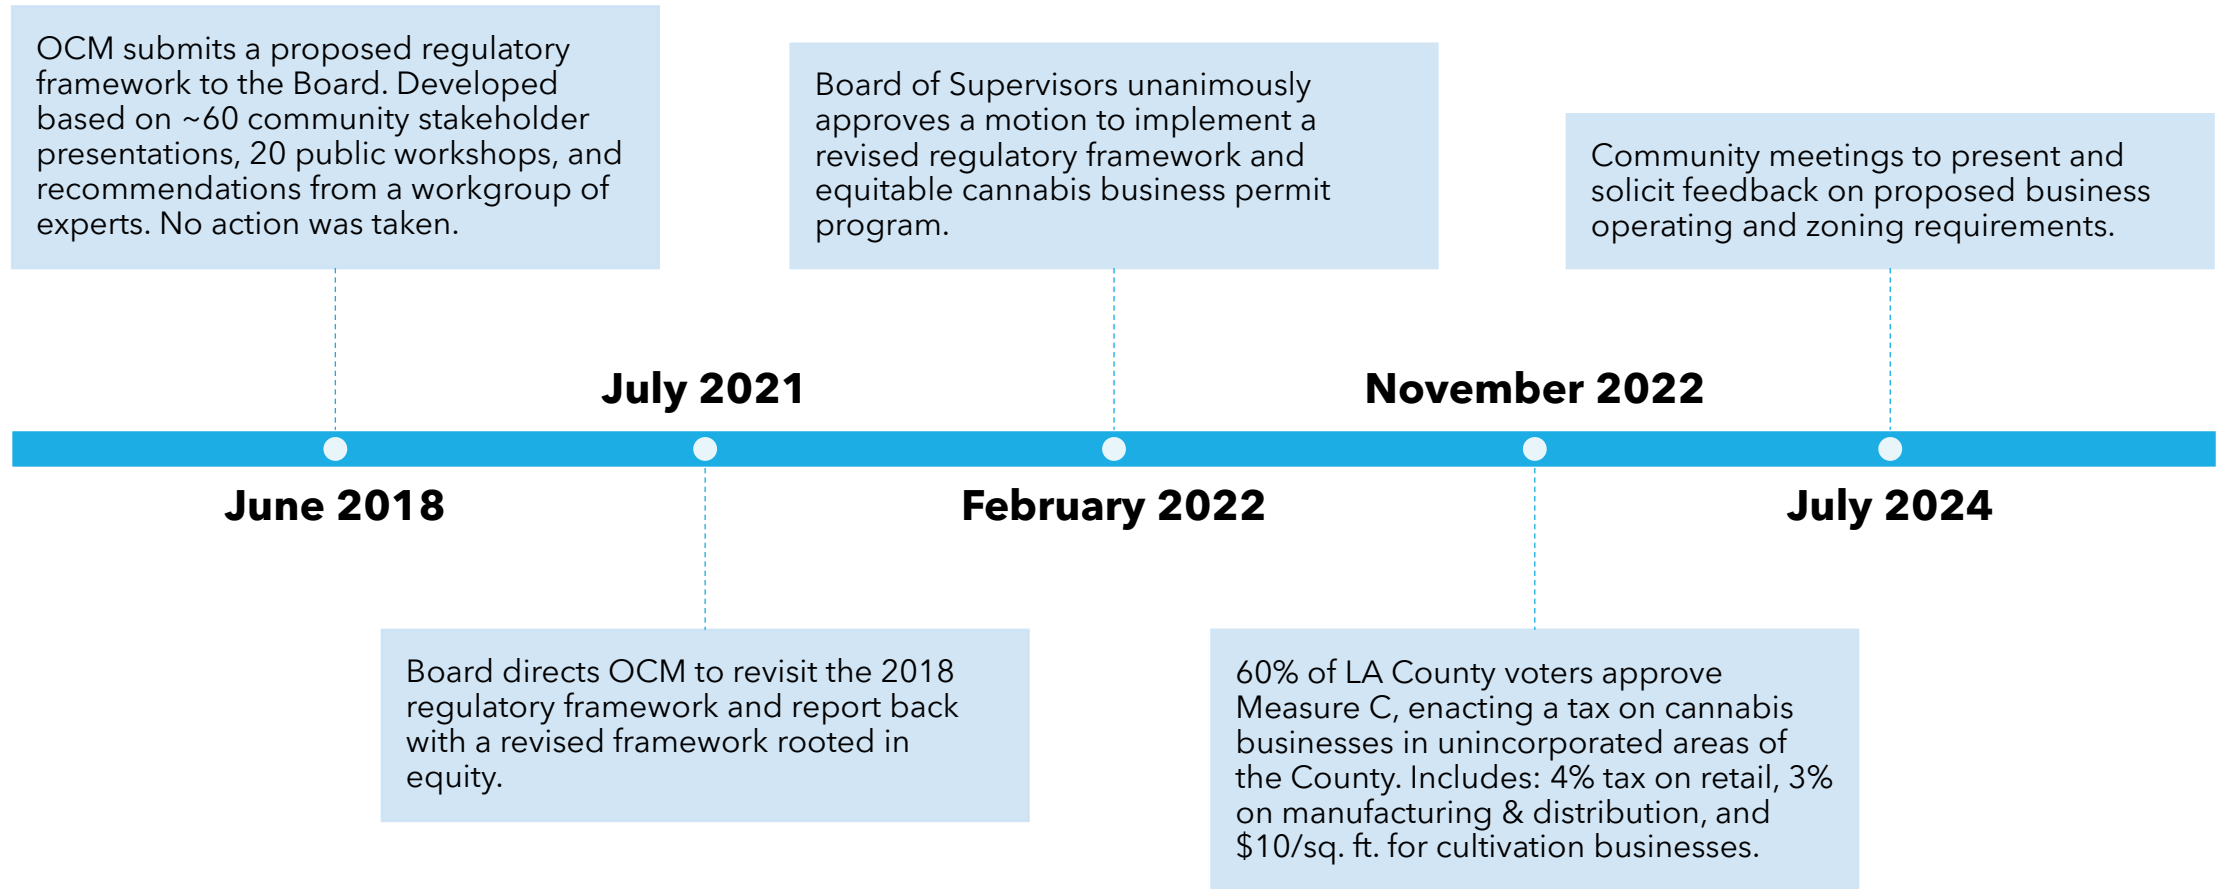 OCM submits a proposed regulatory
framework to the Board. Developed
based on ~60 community stakeholder
presentations, 20 public workshops, and
recommendations from a workgroup of
experts. No action was taken.
Board of Supervisors unanimously
approves a motion to implement a
revised regulatory framework and
equitable cannabis business permit
program.
Community meetings to present and
solicit feedback on proposed business
operating and zoning requirements.
July 2021
November 2022
June 2018
February 2022
July 2024
Board directs OCM to revisit the 2018
regulatory framework and report back
with a revised framework rooted in
equity.
60% of LA County voters approve
Measure C, enacting a tax on cannabis
businesses in unincorporated areas of
the County. Includes: 4% tax on retail, 3%
on manufacturing & distribution, and
$10/sq. ft. for cultivation businesses.